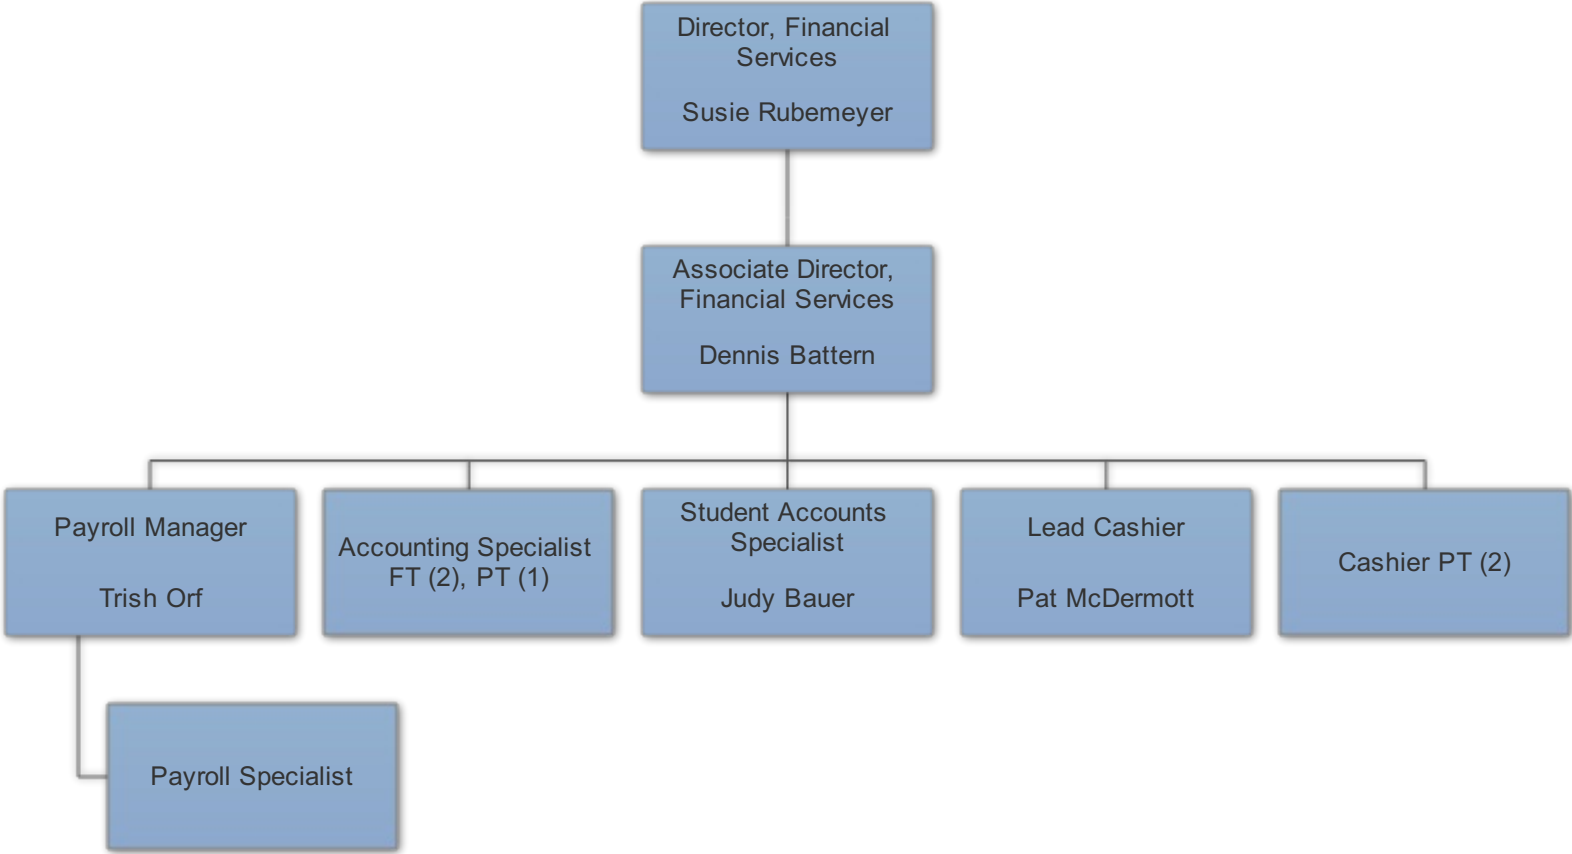 Director, Financial
Services
Susie Rubemeyer
Associate Director,
Financial Services
Dennis Battern
Payroll Manager
Trish Orf
Accounting Specialist
FT (2), PT (1)
Student Accounts
Specialist
Judy Bauer
Lead Cashier
Pat McDermott
Cashier PT (2)
Payroll Specialist